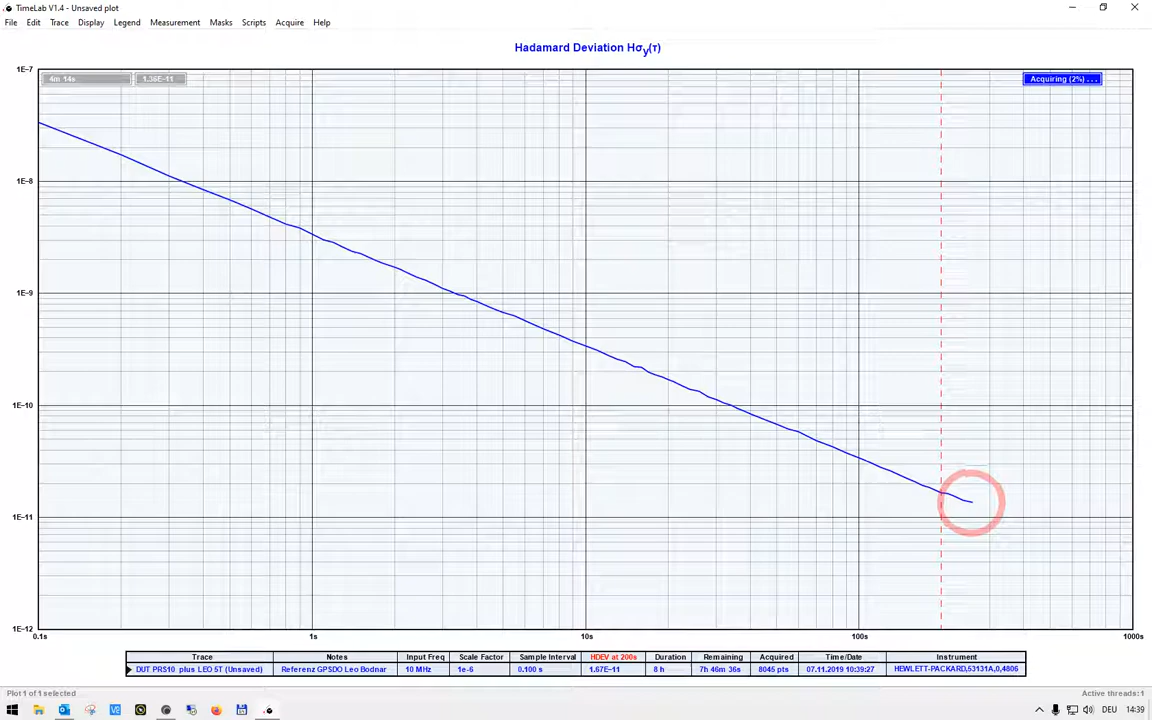 TimeLab V1.4 - Unsaved plot
File Edit Trace Display Legend Measurement Masks Scripts Acquire Help
Hadamard Deviation Hσy(τ)
1E-7
4m 14s 1.36E-11 Acquiring (2%) ...
1E-8
1E-9
1E-10
1E-11
1E-12
0.1s 1s 10s 100s 1000s
Trace Notes Input Freq Scale Factor Sample Interval HDEV at 200s Duration Remaining Acquired Time/Date Instrument
DUT PRS10 plus LEO 5T (Unsaved) Referenz GPSDO Leo Bodnar 10 MHz 1e-6 0.100 s 1.67E-11 8 h 7h 46m 36s 8045 pts 07.11.2019 10:39:27 HEWLETT-PACKARD,53131A,0,4806
Plot 1 of 1 selected Active threads: 1
DEU 14:39